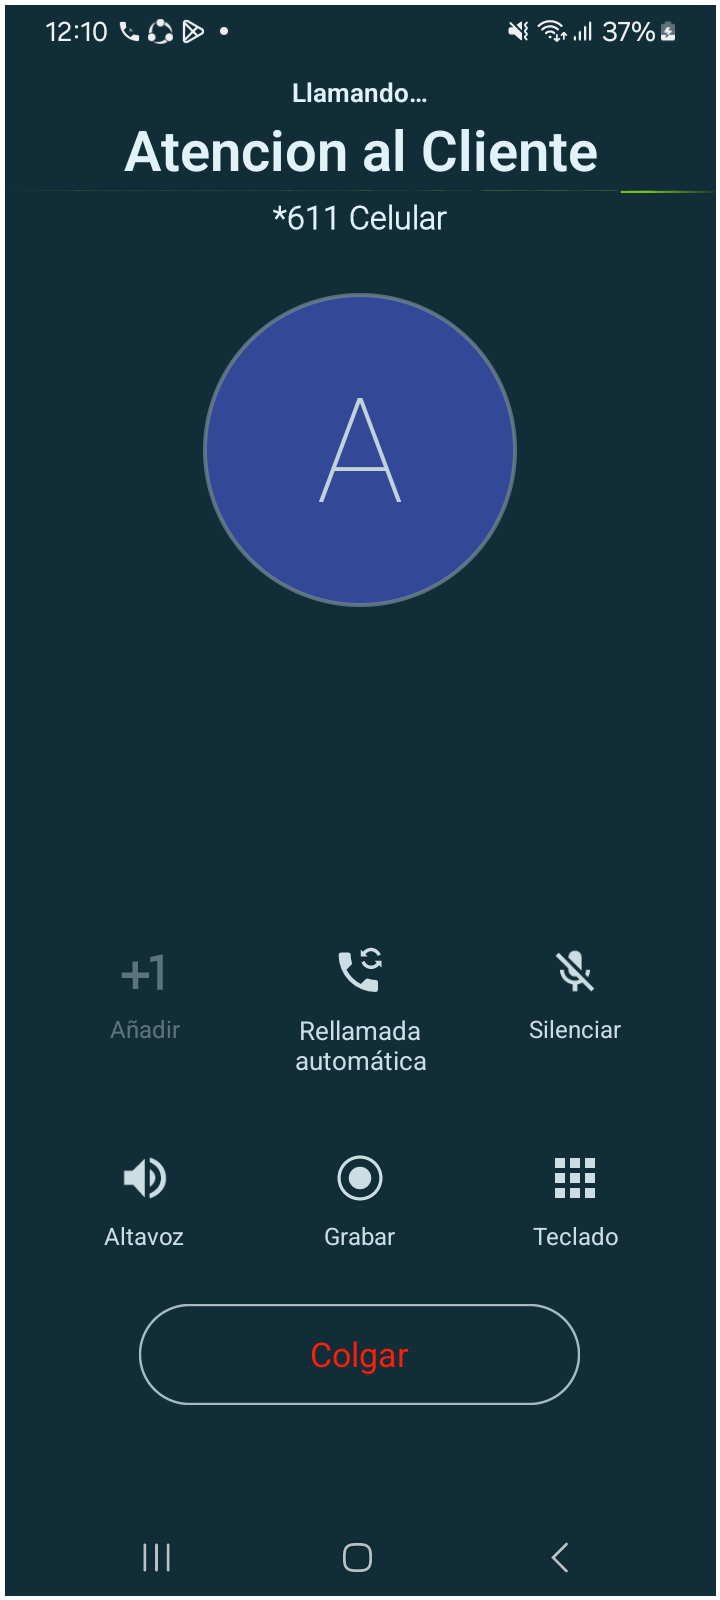 12:10 37%
Llamando...
Atencion al Cliente
*611 Celular
A
+1
Añadir
Rellamada
automática
Silenciar
Altavoz
Grabar
Teclado
Colgar